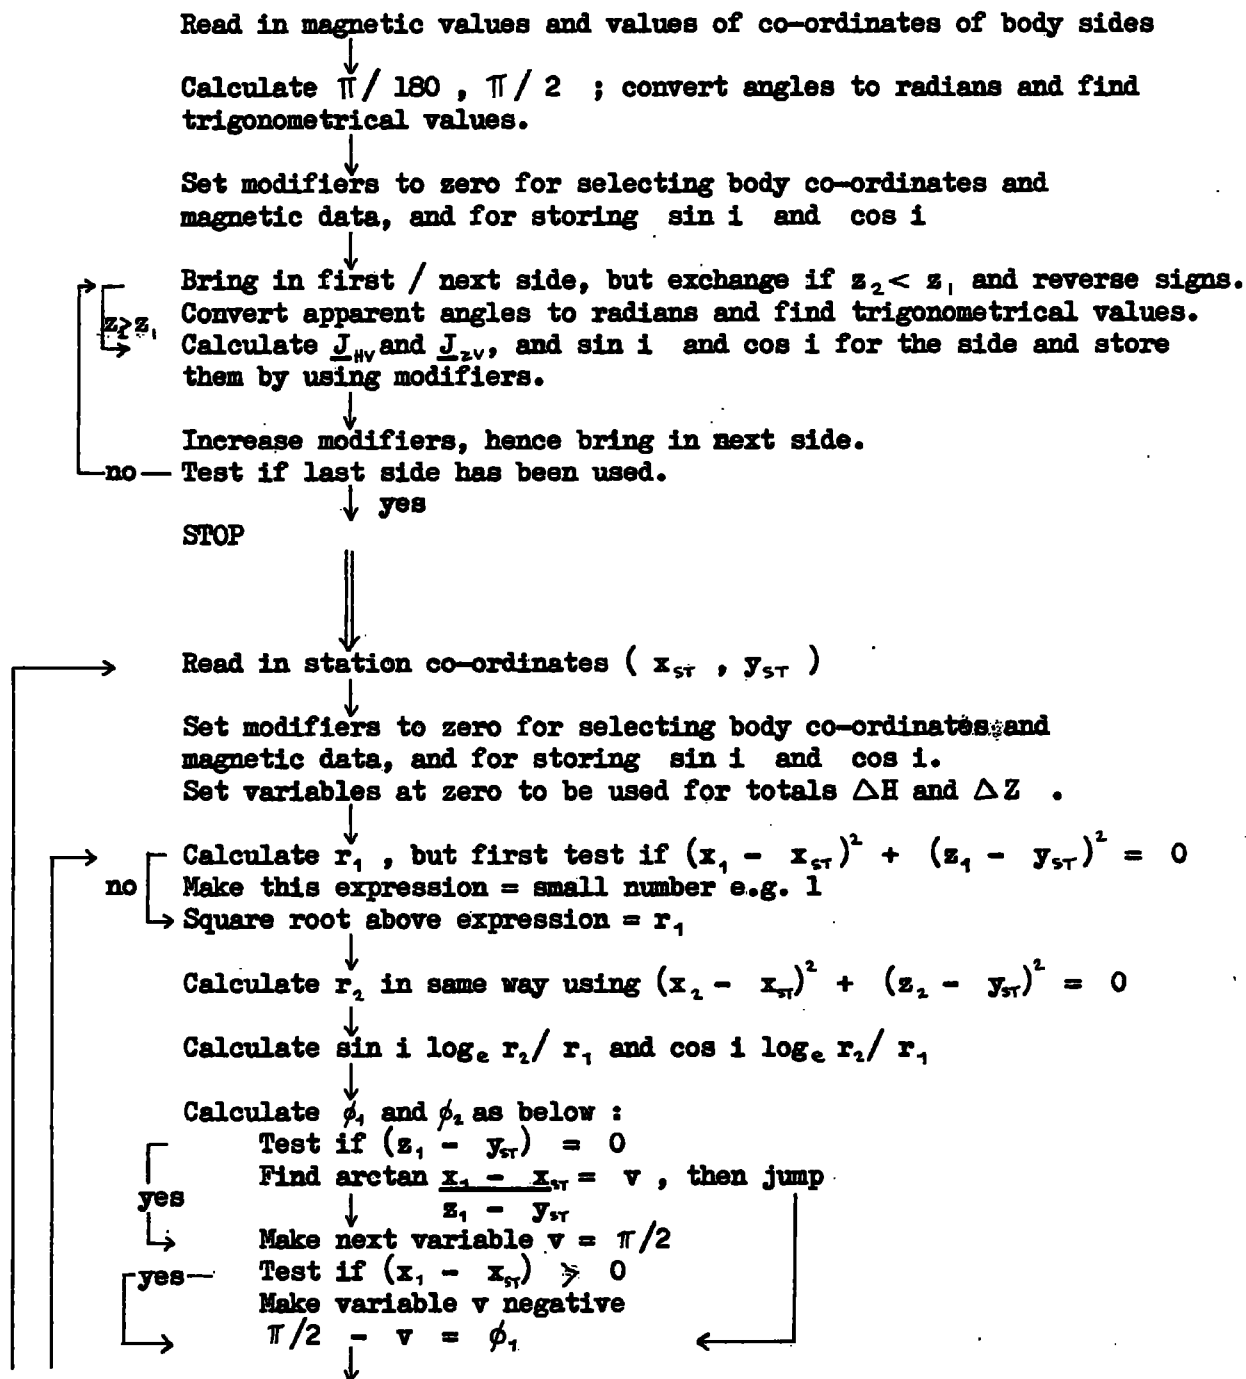 Read in magnetic values and values of co-ordinates of body sides
Calculate π/ 180 , π/ 2 ; convert angles to radians and find
trigonometrical values.
Set modifiers to zero for selecting body co-ordinates and
magnetic data, and for storing sin i and cos i
Bring in first / next side, but exchange if z₂< z₁ and reverse signs.
z₂≥z₁
Convert apparent angles to radians and find trigonometrical values.
Calculate J_HV and J_ZV, and sin i and cos i for the side and store
them by using modifiers.
Increase modifiers, hence bring in next side.
no Test if last side has been used.
yes
STOP
Read in station co-ordinates ( x_ST , y_ST )
Set modifiers to zero for selecting body co-ordinates and
magnetic data, and for storing sin i and cos i.
Set variables at zero to be used for totals ΔH and ΔZ .
Calculate r₁ , but first test if (x₁ - x_ST)² + (z₁ - y_ST)² = 0
no Make this expression = small number e.g. 1
Square root above expression = r₁
Calculate r₂ in same way using (x₂ - x_ST)² + (z₂ - y_ST)² = 0
Calculate sin i logₑ r₂/ r₁ and cos i logₑ r₂/ r₁
Calculate ϕ₁ and ϕ₂ as below :
Test if (z₁ - y_ST) = 0
Find arctan x₁ - x_ST = v , then jump
z₁ - y_ST
yes
Make next variable v = π/2
yes Test if (x₁ - x_ST) ≥ 0
Make variable v negative
π/2 - v = ϕ₁